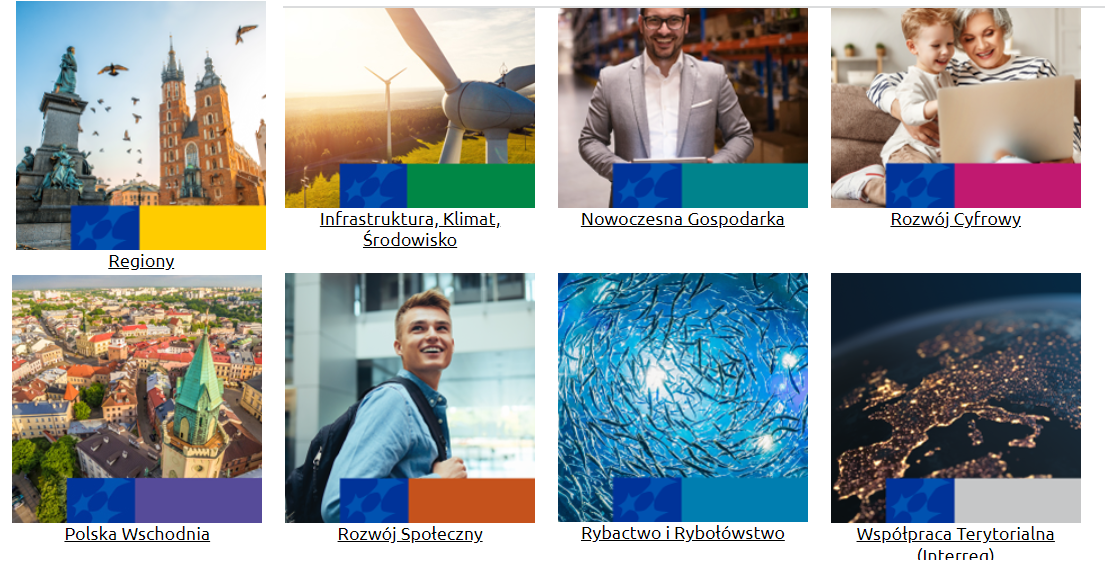 Regiony
Infrastruktura, Klimat,
Środowisko
Nowoczesna Gospodarka
Rozwój Cyfrowy
Polska Wschodnia
Rozwój Społeczny
Rybactwo i Rybołówstwo
Współpraca Terytorialna
(Interreg)